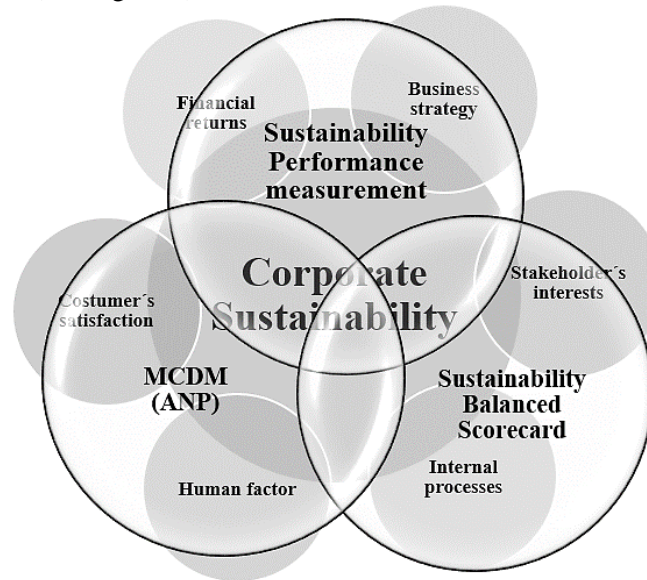 Financial
returns
Business
strategy
Sustainability
Performance
measurement
Corporate
Sustainability
Costumer´s
satisfaction
Stakeholder´s
interests
MCDM
(ANP)
Sustainability
Balanced
Scorecard
Human factor
Internal
processes